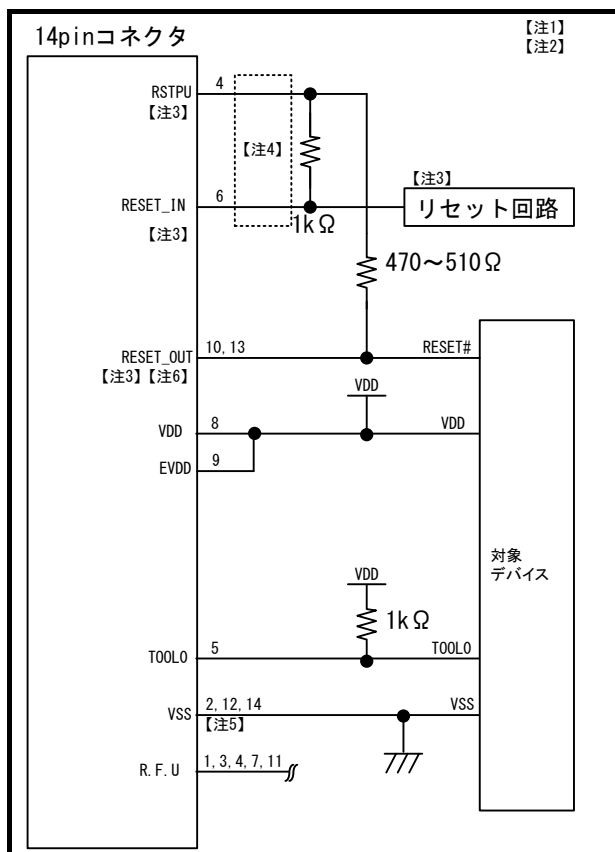 【注1】
【注2】
14pinコネクタ
RSTPU
【注3】
4
【注4】
RESET_IN
【注3】
6
1kΩ
【注3】
リセット回路
470～510Ω
RESET_OUT
【注3】【注6】
10, 13
RESET#
VDD
VDD
8
VDD
EVDD
9
対象
デバイス
VDD
1kΩ
TOOL0
5
TOOL0
VSS
2, 12, 14
【注5】
VSS
R.F.U
1, 3, 4, 7, 11